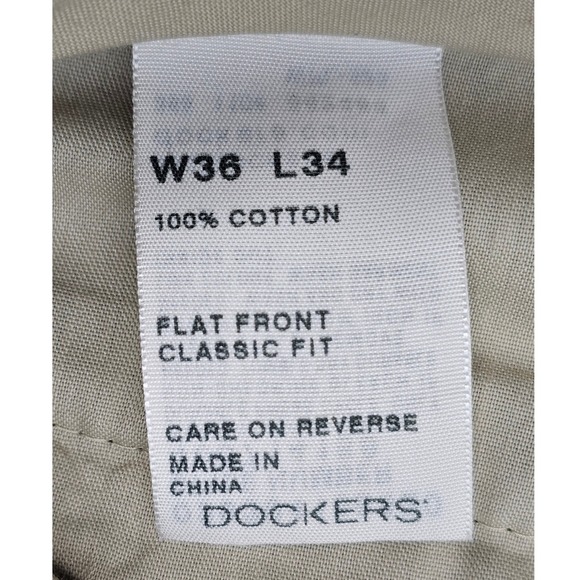 W36 L34
100% COTTON
FLAT FRONT
CLASSIC FIT
CARE ON REVERSE
MADE IN
CHINA
DOCKERS